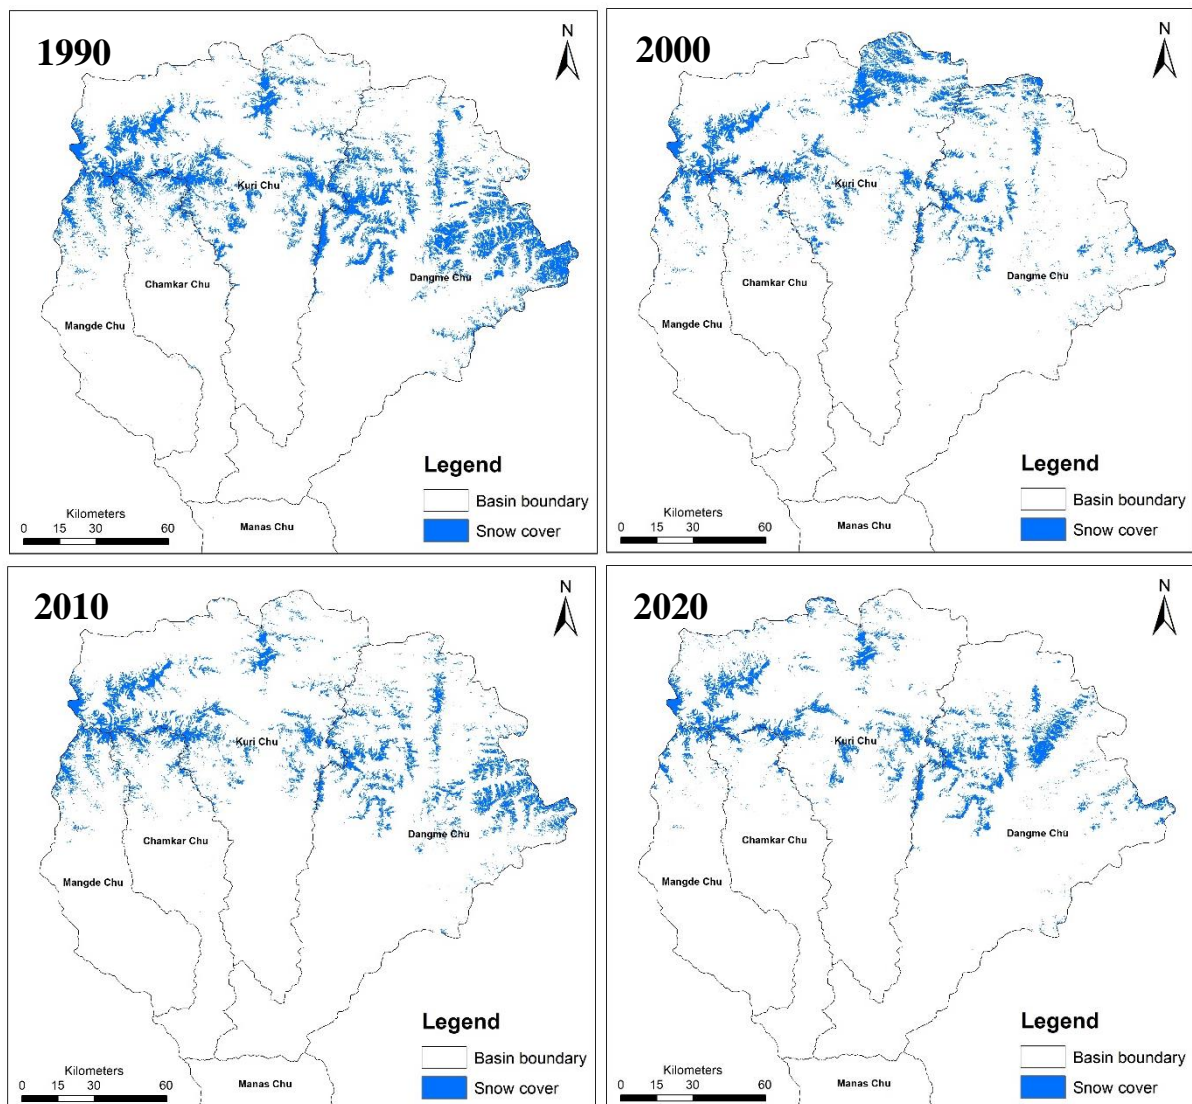 1990
N
Kuri Chu
Dangme Chu
Chamkar Chu
Mangde Chu
Legend
Basin boundary
Snow cover
Kilometers
0 15 30 60
Manas Chu
2000
N
Kuri Chu
Dangme Chu
Chamkar Chu
Mangde Chu
Legend
Basin boundary
Snow cover
Kilometers
0 15 30 60
Manas Chu
2010
N
Kuri Chu
Dangme Chu
Chamkar Chu
Mangde Chu
Legend
Basin boundary
Snow cover
Kilometers
0 15 30 60
Manas Chu
2020
N
Kuri Chu
Dangme Chu
Chamkar Chu
Mangde Chu
Legend
Basin boundary
Snow cover
Kilometers
0 15 30 60
Manas Chu